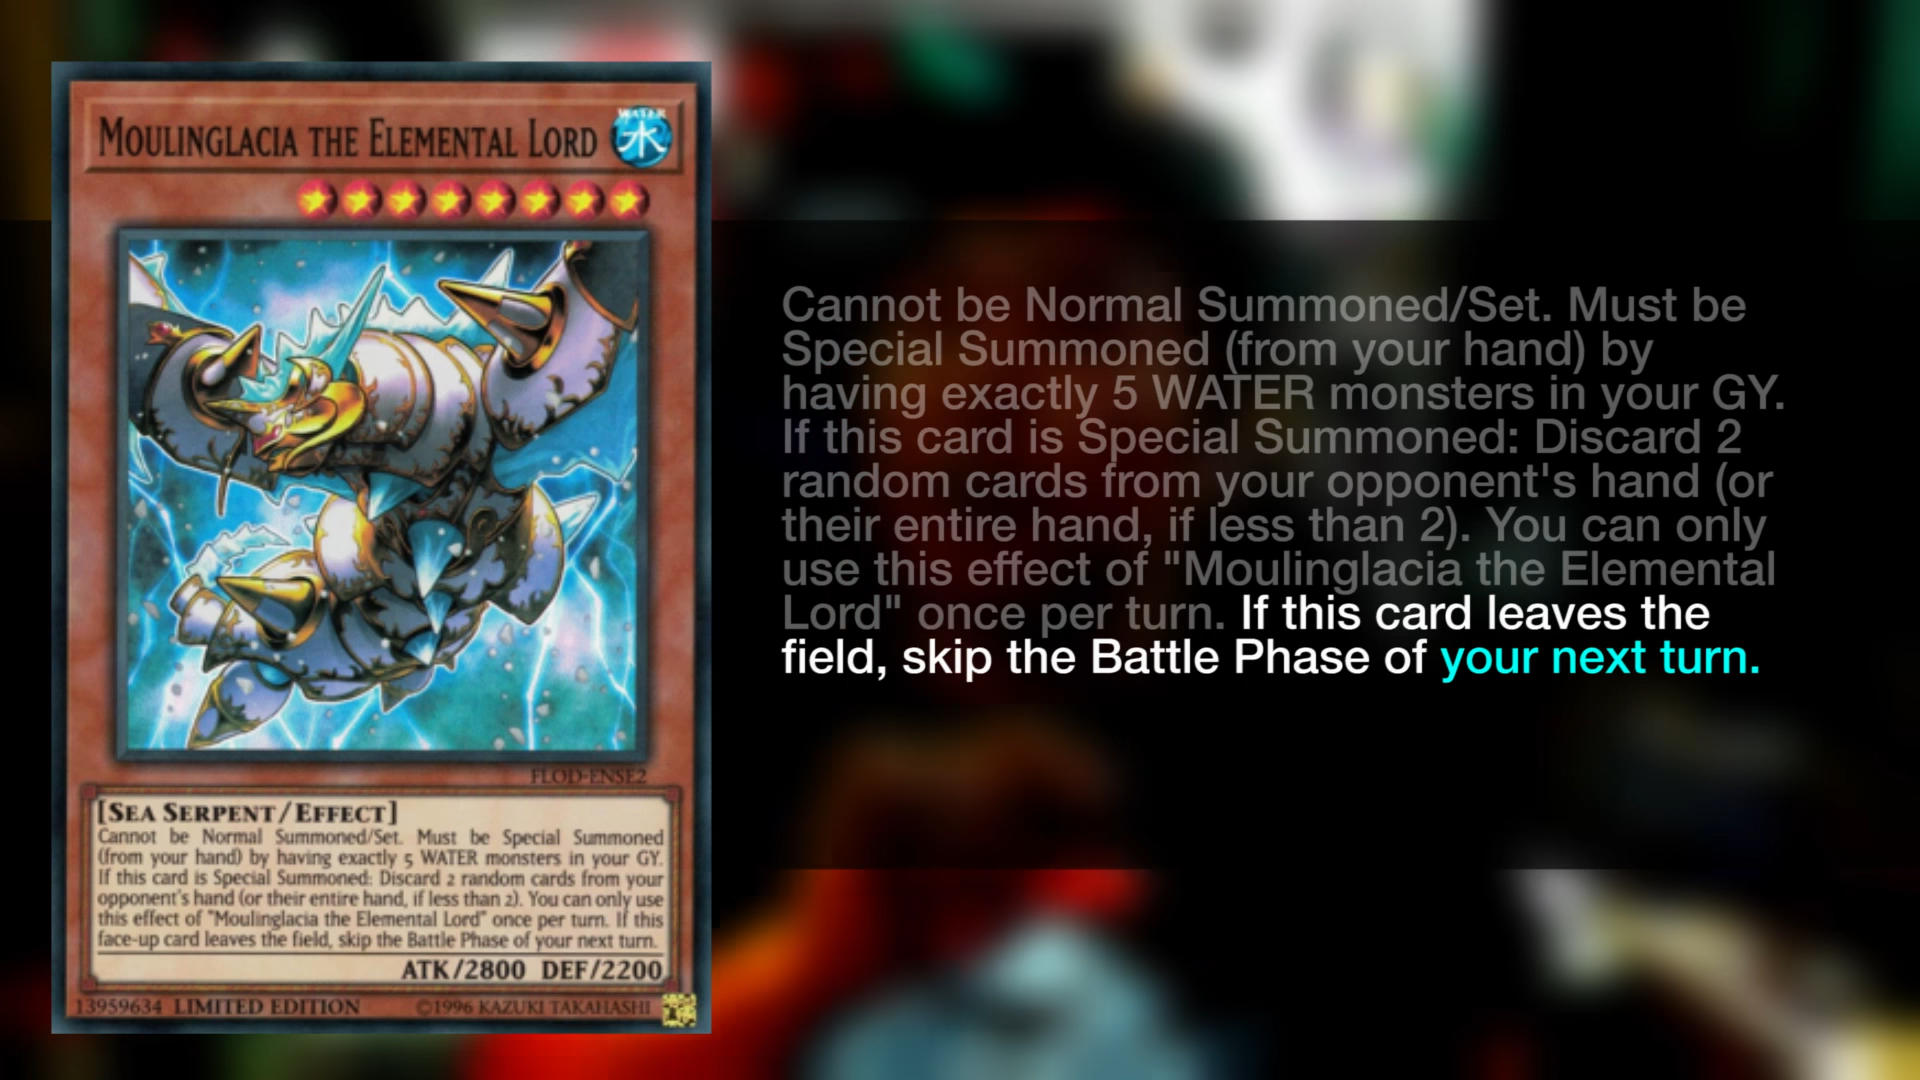 MOULINGLACIA THE ELEMENTAL LORD
WATER
水
FLOD-ENSE2
[SEA SERPENT/EFFECT]
Cannot be Normal Summoned/Set. Must be Special Summoned
(from your hand) by having exactly 5 WATER monsters in your GY.
If this card is Special Summoned: Discard 2 random cards from your
opponent's hand (or their entire hand, if less than 2). You can only use
this effect of "Moulinglacia the Elemental Lord" once per turn. If this
face-up card leaves the field, skip the Battle Phase of your next turn.
ATK/2800 DEF/2200
13959634 LIMITED EDITION ©1996 KAZUKI TAKAHASHI
Cannot be Normal Summoned/Set. Must be
Special Summoned (from your hand) by
having exactly 5 WATER monsters in your GY.
If this card is Special Summoned: Discard 2
random cards from your opponent's hand (or
their entire hand, if less than 2). You can only
use this effect of "Moulinglacia the Elemental
Lord" once per turn. If this card leaves the
field, skip the Battle Phase of your next turn.